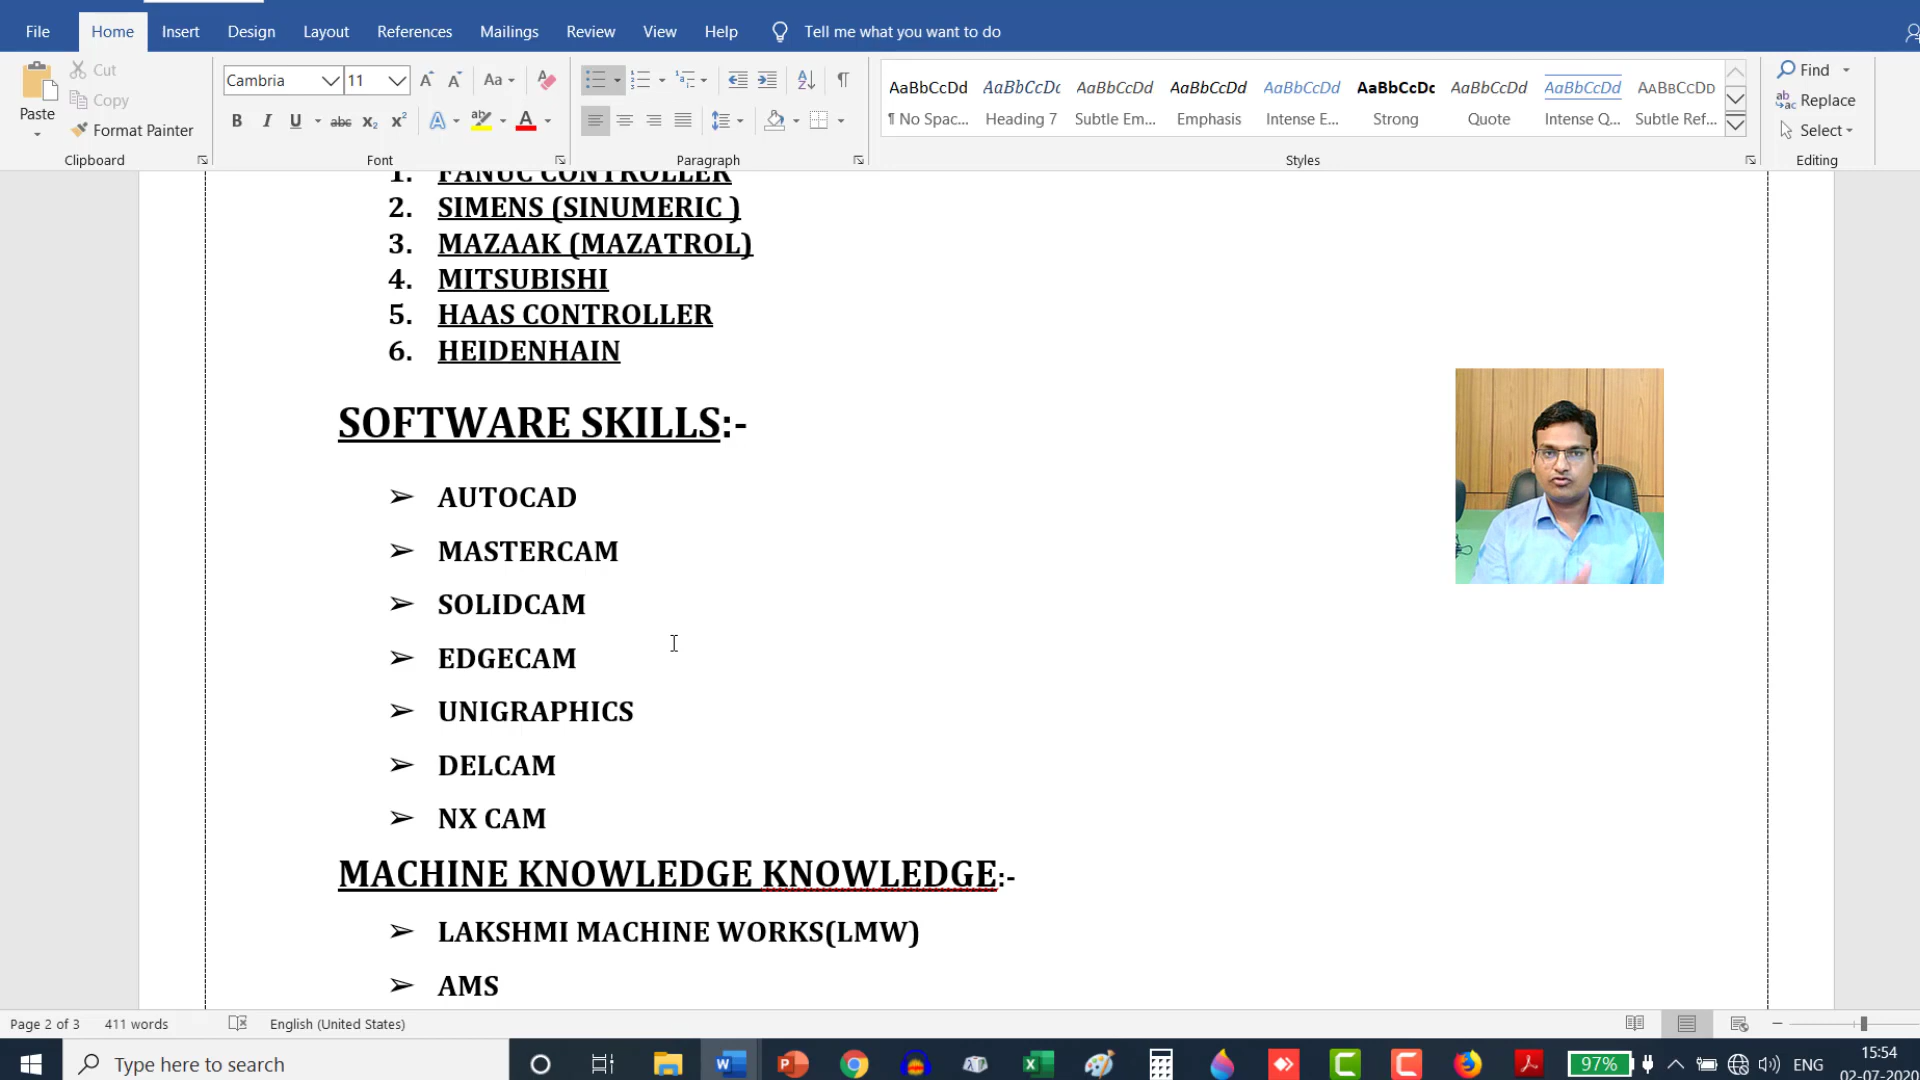 File Home Insert Design Layout References Mailings Review View Help Tell me what you want to do
Paste
Cut
Copy
Format Painter
Clipboard
Cambria 11
Font
Paragraph
AaBbCcDd AaBbCcDc AaBbCcDd AaBbCcDd AaBbCcDd AaBbCcDc AaBbCcDd AaBbCcDd AaBbCcDd
¶ No Spac... Heading 7 Subtle Em... Emphasis Intense E... Strong Quote Intense Q... Subtle Ref...
Styles
Find
Replace
Select
Editing
1. FANUC CONTROLLER
2. SIMENS (SINUMERIC )
3. MAZAAK (MAZATROL)
4. MITSUBISHI
5. HAAS CONTROLLER
6. HEIDENHAIN
SOFTWARE SKILLS:-
➢ AUTOCAD
➢ MASTERCAM
➢ SOLIDCAM
➢ EDGECAM
➢ UNIGRAPHICS
➢ DELCAM
➢ NX CAM
MACHINE KNOWLEDGE KNOWLEDGE:-
➢ LAKSHMI MACHINE WORKS(LMW)
➢ AMS
Page 2 of 3 411 words English (United States)
Type here to search
97%
ENG
15:54
02-07-2020